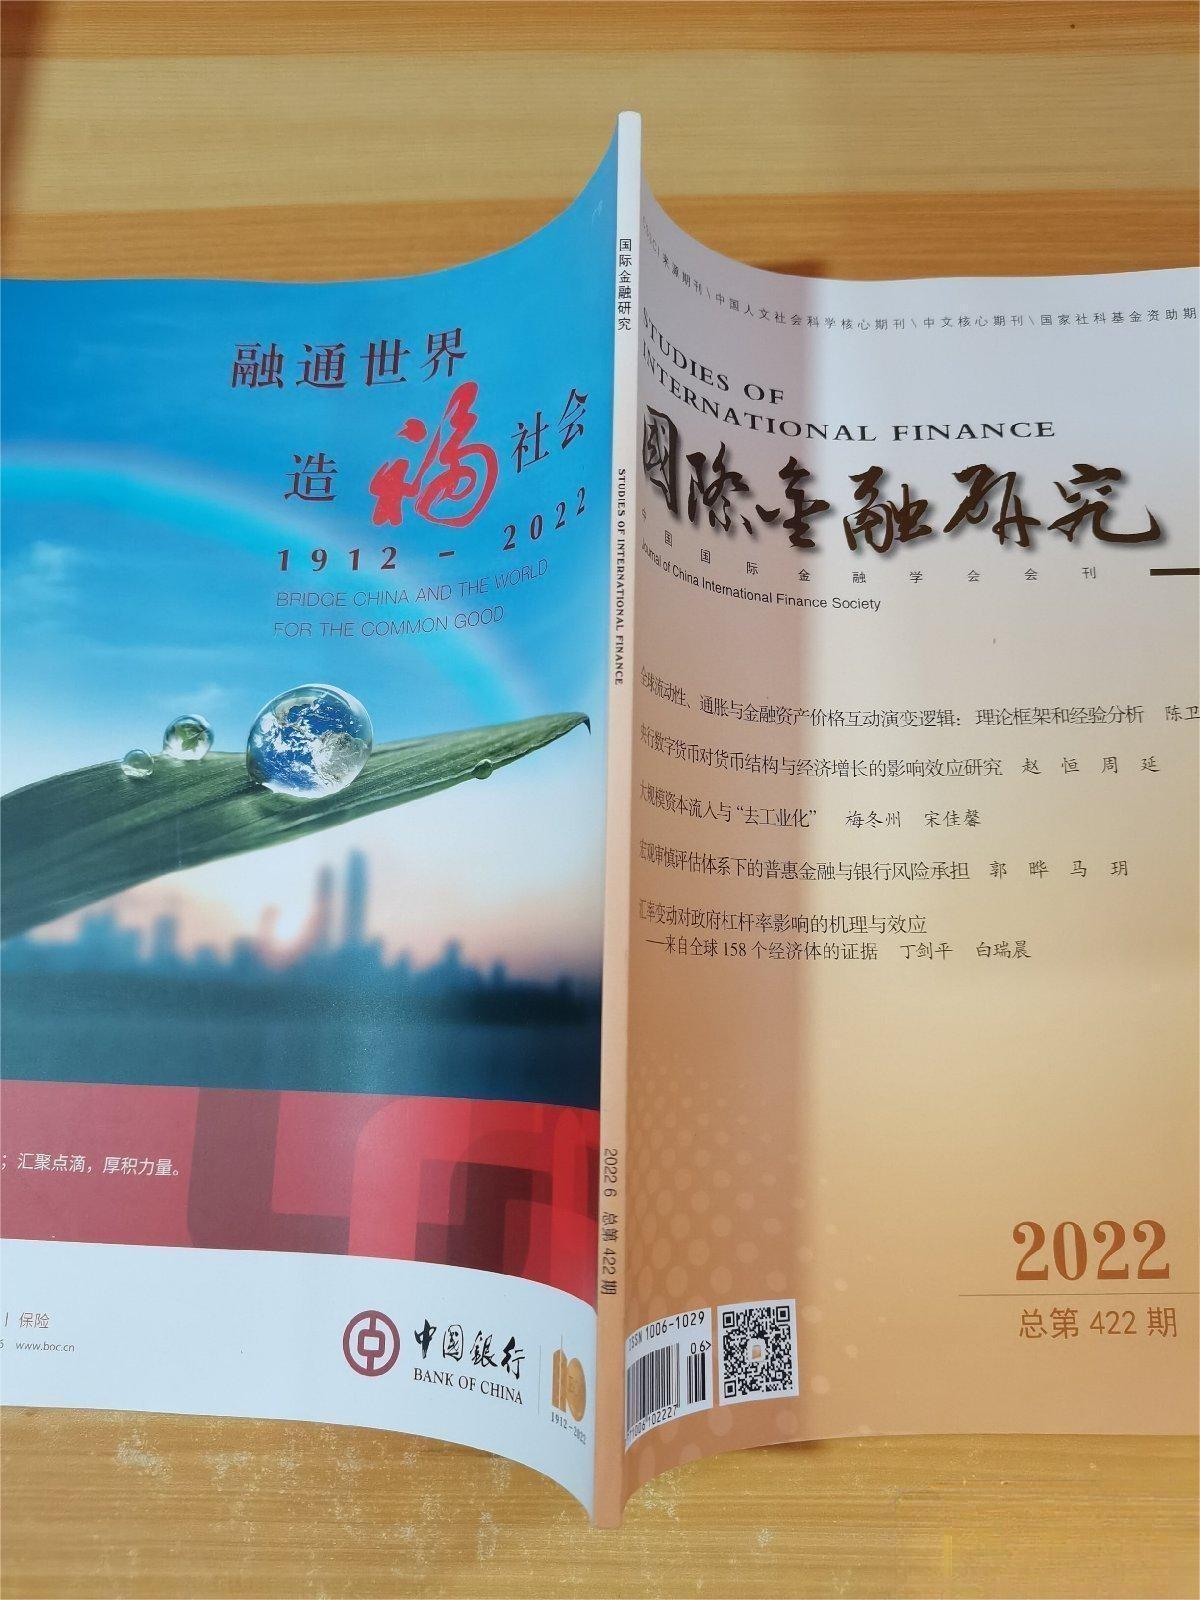 融通世界
造福社会
1912 - 2022
BRIDGE CHINA AND THE WORLD
FOR THE COMMON GOOD
；汇聚点滴，厚积力量。
| 保险
www.boc.cn
中国银行
BANK OF CHINA
110
1912-2022
国际金融研究
STUDIES OF INTERNATIONAL FINANCE
2022 6 总第 422 期
CSSCI来源期刊\中国人文社会科学核心期刊\中文核心期刊\国家社科基金资助期
STUDIES OF
INTERNATIONAL FINANCE
國際金融研究
中国国际金融学会会刊
Journal of China International Finance Society
全球流动性、通胀与金融资产价格互动演变逻辑：理论框架和经验分析 陈卫
央行数字货币对货币结构与经济增长的影响效应研究 赵恒 周延
大规模资本流入与“去工业化” 梅冬州 宋佳馨
宏观审慎评估体系下的普惠金融与银行风险承担 郭晔 马玥
汇率变动对政府杠杆率影响的机理与效应
——来自全球 158 个经济体的证据 丁剑平 白瑞晨
2022
总第 422 期
ISSN 1006-1029
06>
771006102227